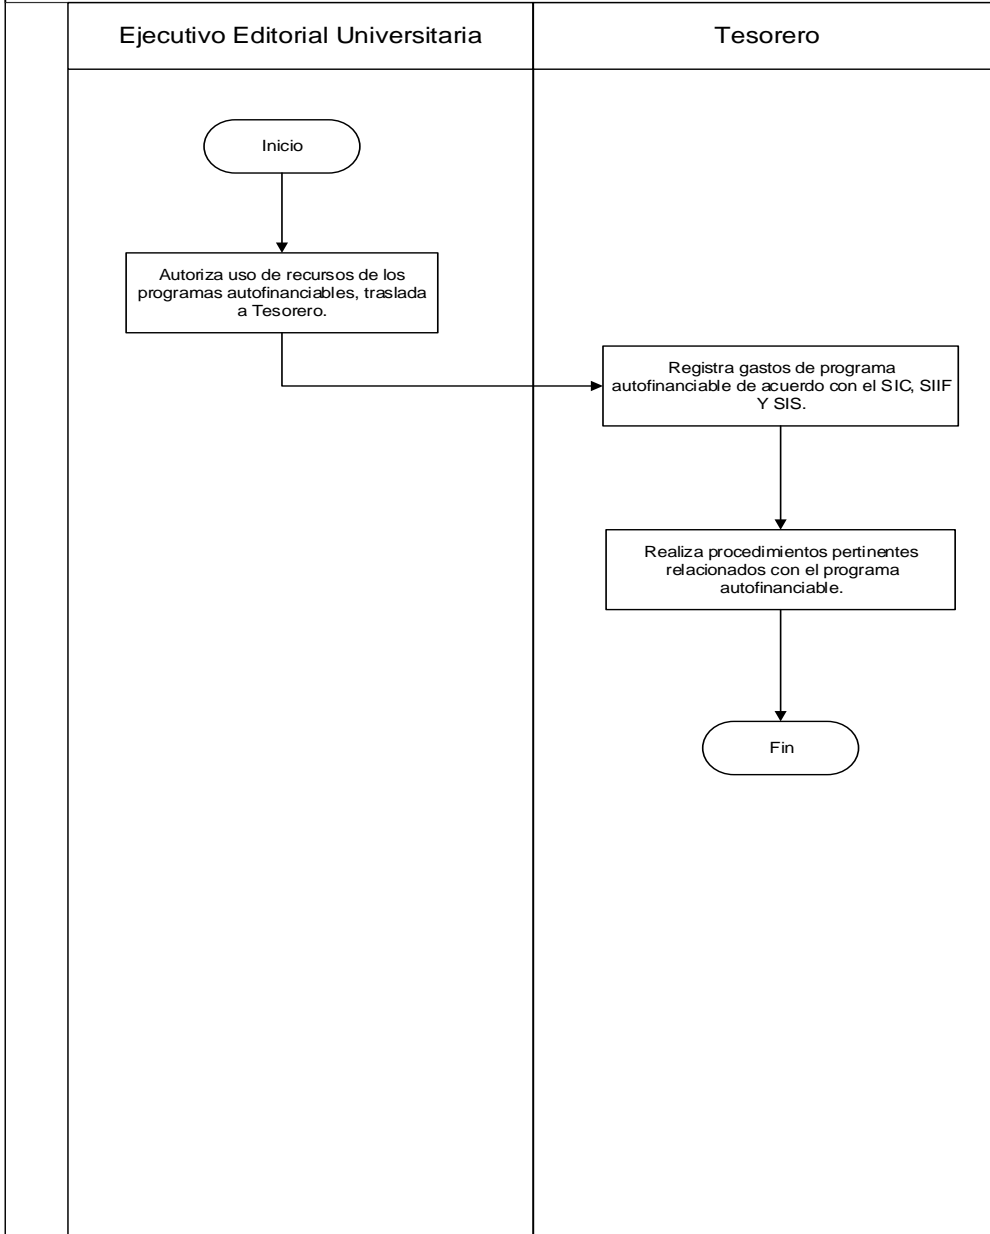 Ejecutivo Editorial Universitaria
Tesorero
Inicio
Autoriza uso de recursos de los
programas autofinanciables, traslada
a Tesorero.
Registra gastos de programa
autofinanciable de acuerdo con el SIC, SIIF
Y SIS.
Realiza procedimientos pertinentes
relacionados con el programa
autofinanciable.
Fin